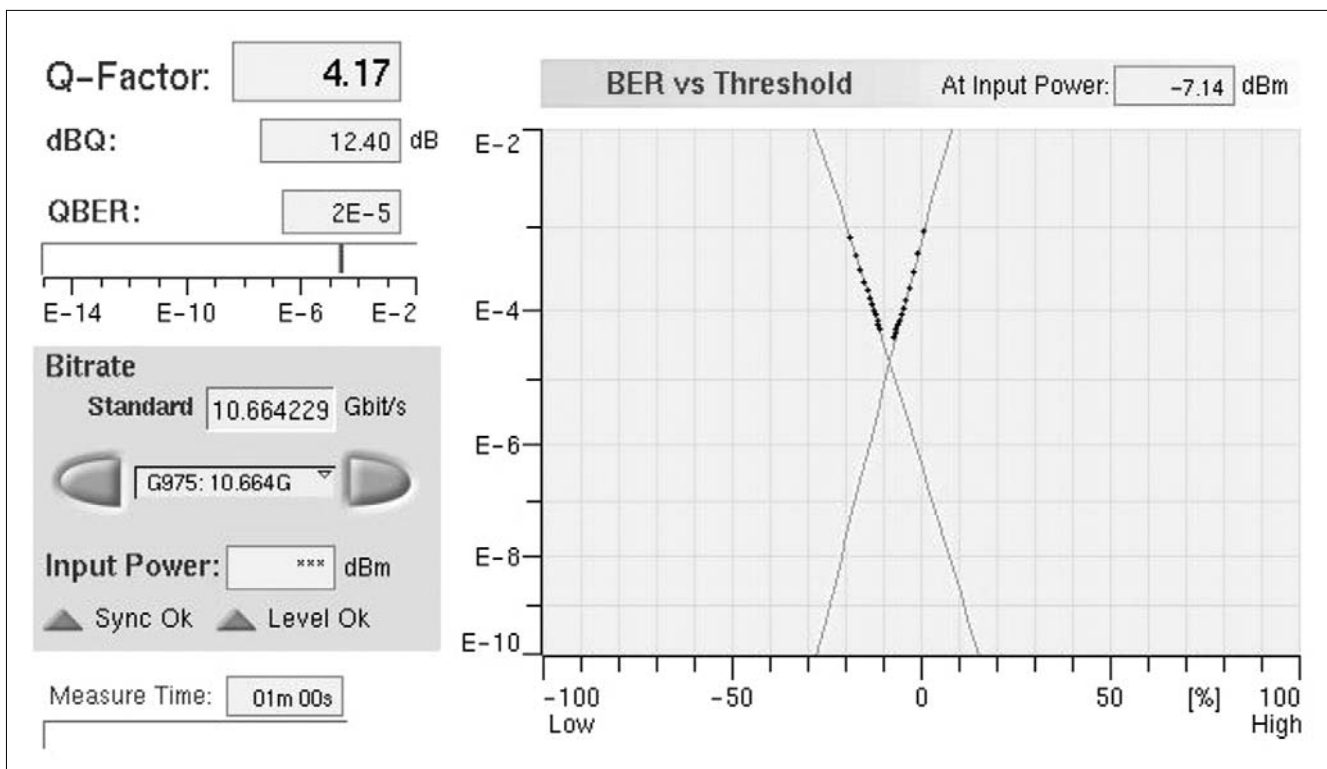 Q-Factor: 4.17
dBQ: 12.40 dB
QBER: 2E-5
E-14 E-10 E-6 E-2
Bitrate
Standard 10.664229 Gbit/s
G975: 10.664G
Input Power: *** dBm
Sync Ok Level Ok
Measure Time: 01m 00s
BER vs Threshold At Input Power: -7.14 dBm
E-2
E-4
E-6
E-8
E-10
-100 -50 0 50 [%] 100
Low High